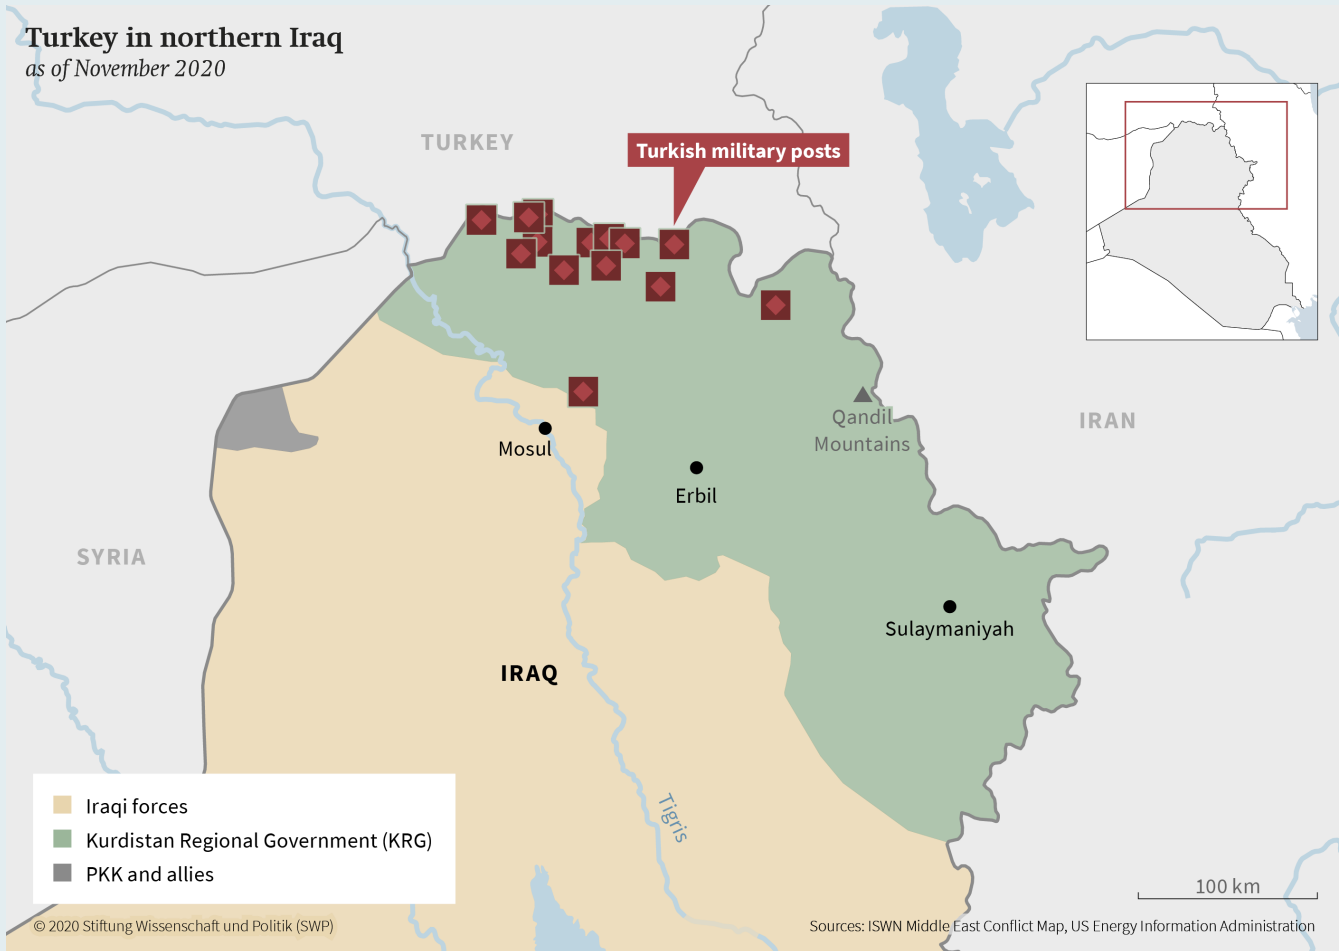 Turkey in northern Iraq
as of November 2020
TURKEY
Turkish military posts
Qandil
Mountains
IRAN
Mosul
Erbil
SYRIA
Sulaymaniyah
IRAQ
Tigris
Iraqi forces
Kurdistan Regional Government (KRG)
PKK and allies
100 km
© 2020 Stiftung Wissenschaft und Politik (SWP)
Sources: ISWN Middle East Conflict Map, US Energy Information Administration